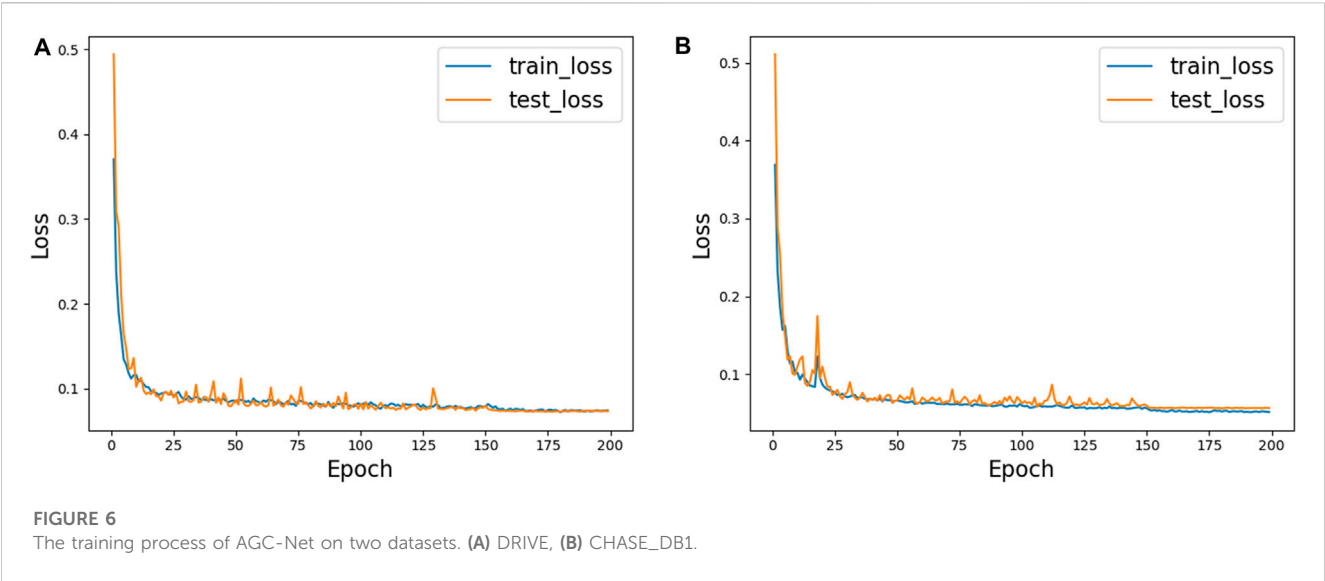 A
0.5
0.4
0.3
0.2
0.1
Loss
0 25 50 75 100 125 150 175 200
Epoch
train_loss
test_loss
B
0.5
0.4
0.3
0.2
0.1
Loss
0 25 50 75 100 125 150 175 200
Epoch
train_loss
test_loss
FIGURE 6
The training process of AGC-Net on two datasets. (A) DRIVE, (B) CHASE_DB1.